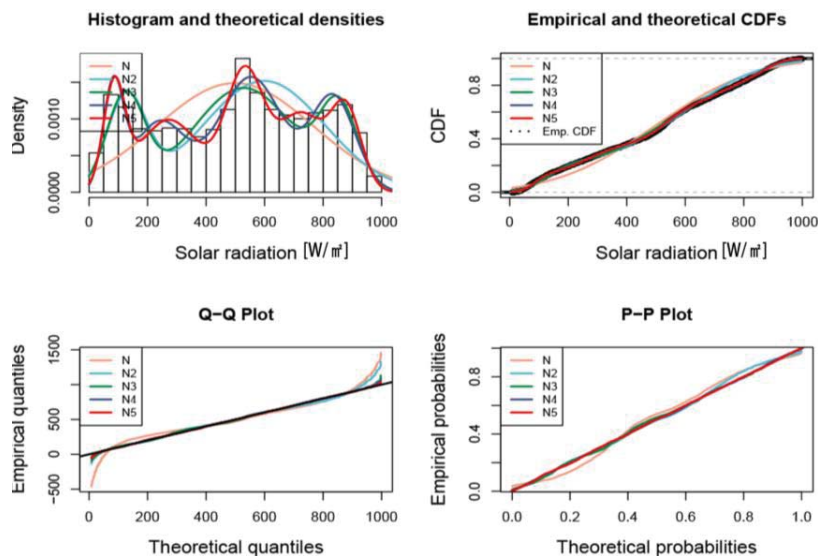 Histogram and theoretical densities
Density
0.0000
0.0010
N
N2
N3
N4
N5
0 200 400 600 800 1000
Solar radiation [W/㎡]
Empirical and theoretical CDFs
CDF
0.0
0.4
0.8
N
N2
N3
N4
N5
Emp. CDF
0 200 400 600 800 1000
Solar radiation [W/㎡]
Q−Q Plot
Empirical quantiles
−500
0
500
1500
N
N2
N3
N4
N5
0 200 400 600 800 1000
Theoretical quantiles
P−P Plot
Empirical probabilities
0.0
0.4
0.8
N
N2
N3
N4
N5
0.0 0.2 0.4 0.6 0.8 1.0
Theoretical probabilities